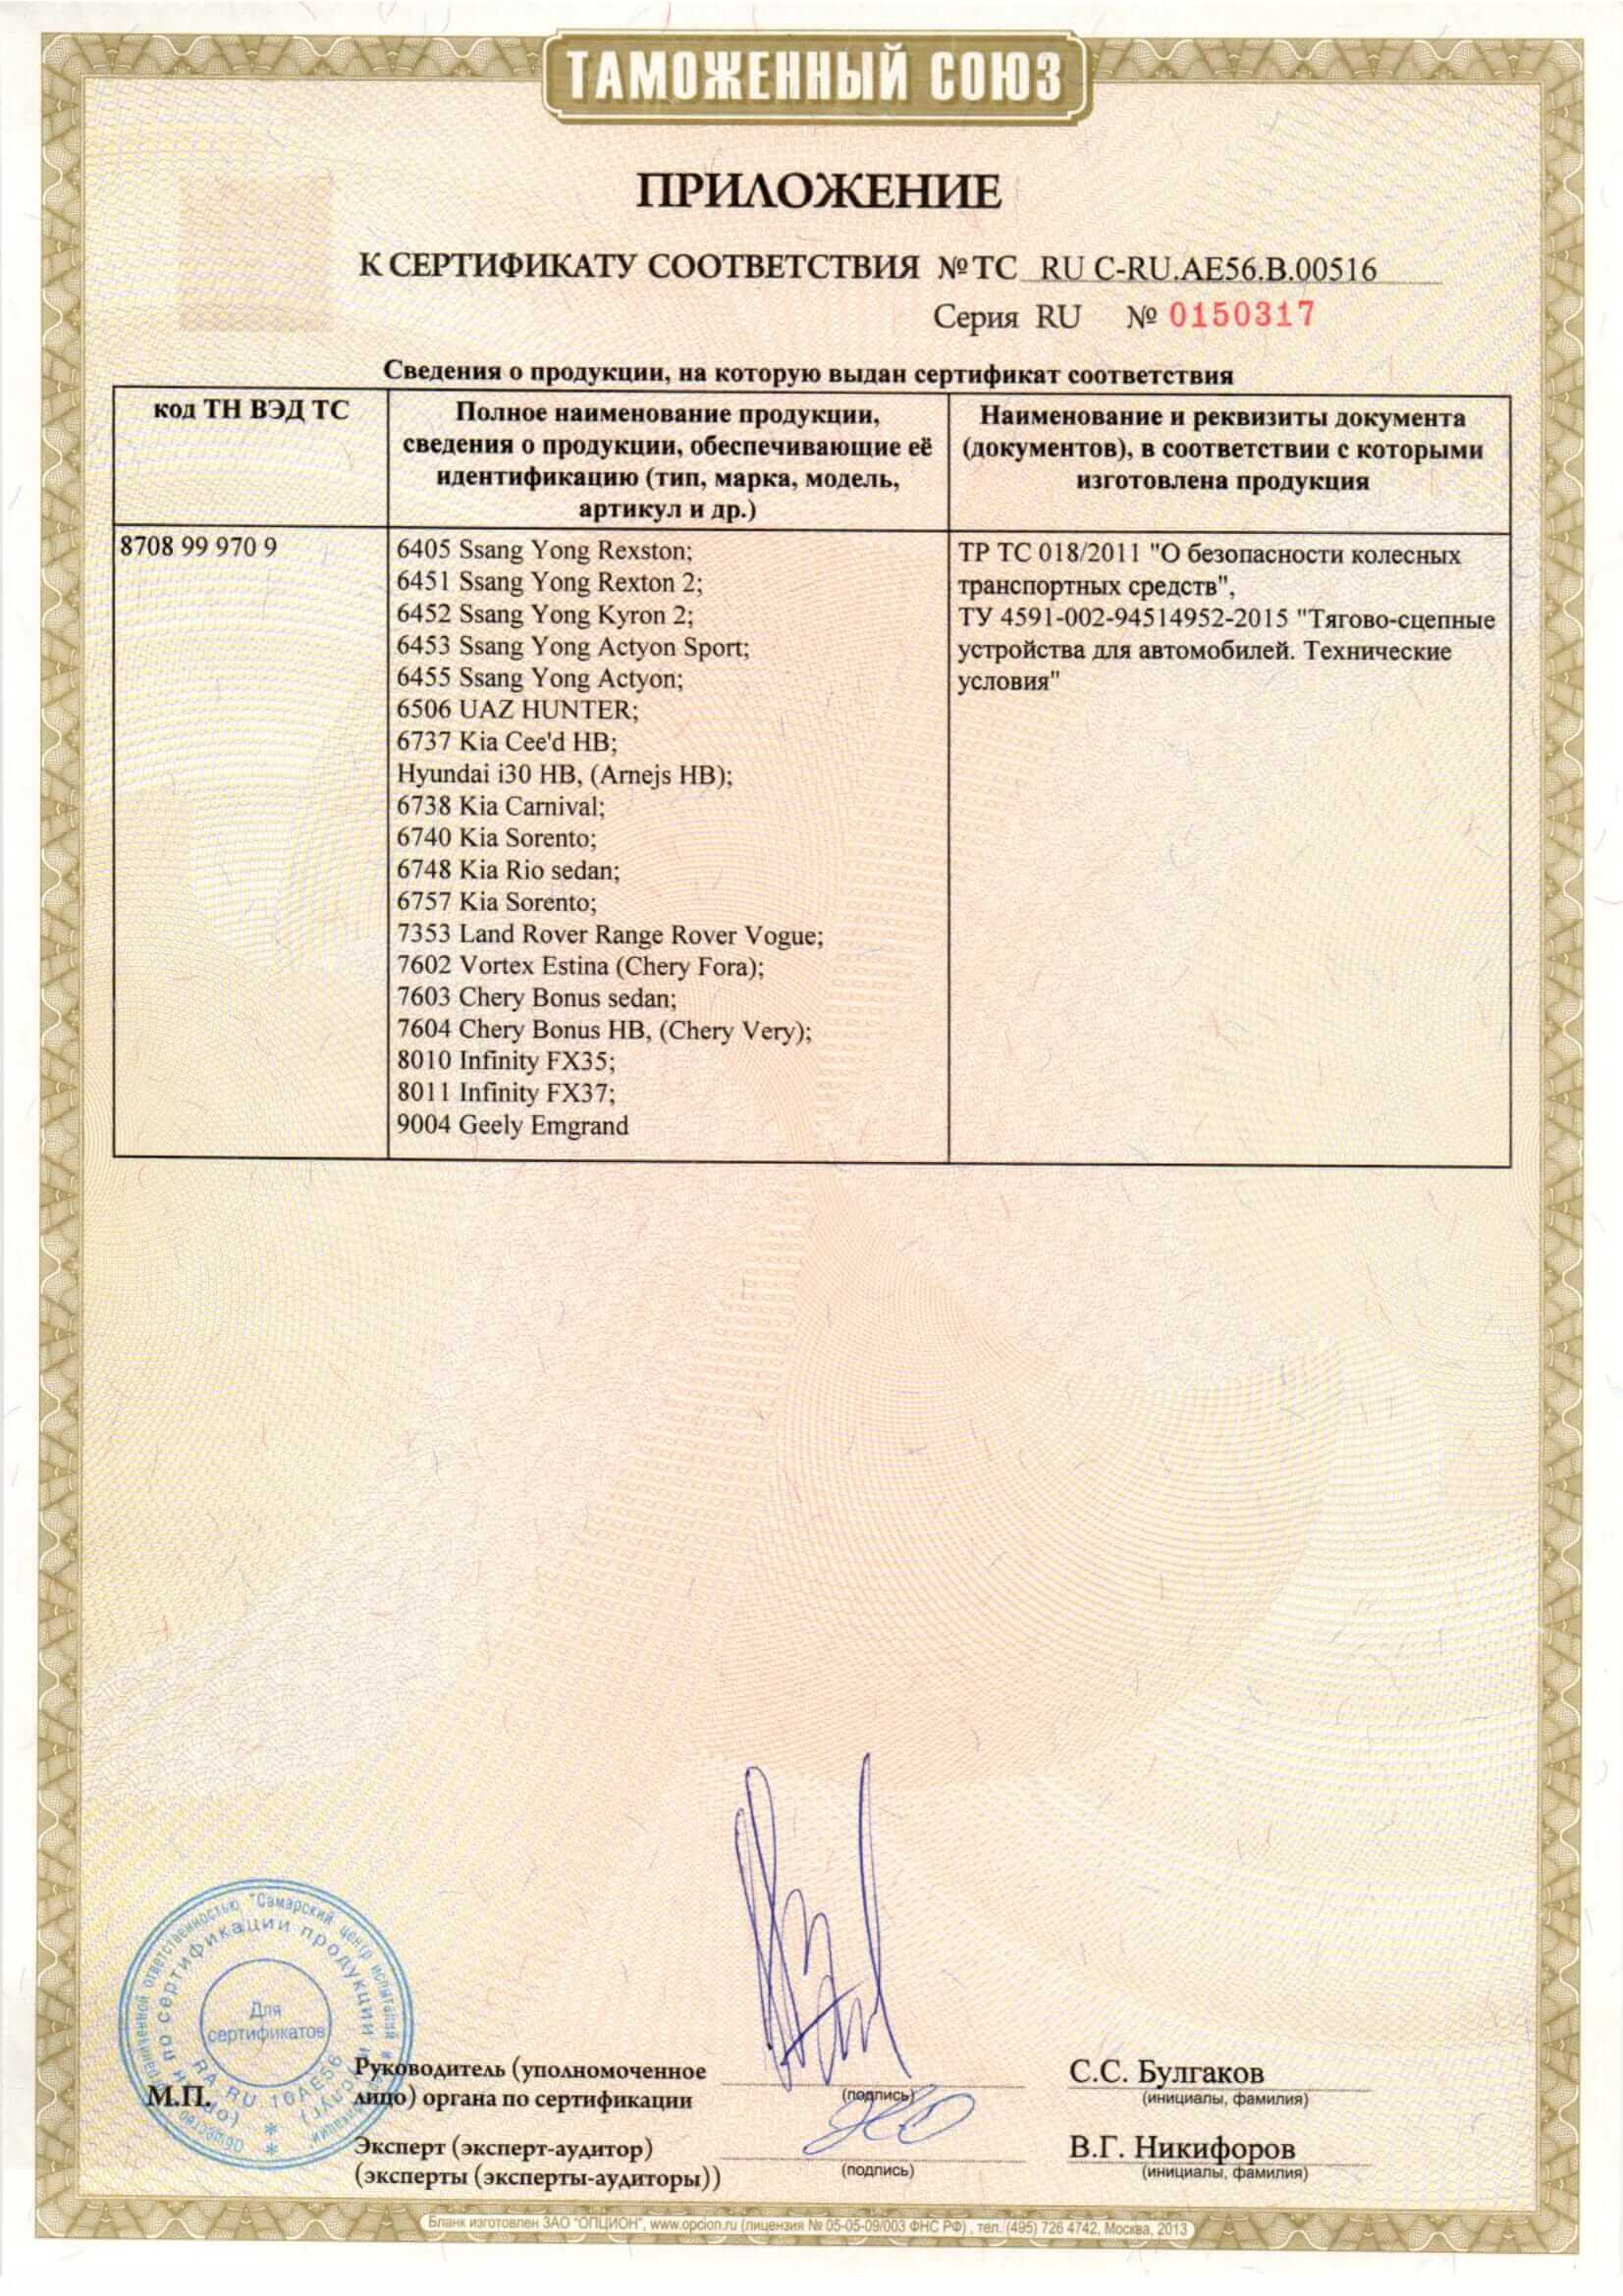 ТАМОЖЕННЫЙ СОЮЗ
ПРИЛОЖЕНИЕ
К СЕРТИФИКАТУ СООТВЕТСТВИЯ №ТС RU C-RU.АЕ56.В.00516
Серия RU № 0150317
Сведения о продукции, на которую выдан сертификат соответствия
код ТН ВЭД ТС
Полное наименование продукции,
сведения о продукции, обеспечивающие её
идентификацию (тип, марка, модель,
артикул и др.)
Наименование и реквизиты документа
(документов), в соответствии с которыми
изготовлена продукция
8708 99 970 9
6405 Ssang Yong Rexston;
6451 Ssang Yong Rexton 2;
6452 Ssang Yong Kyron 2;
6453 Ssang Yong Actyon Sport;
6455 Ssang Yong Actyon;
6506 UAZ HUNTER;
6737 Kia Cee'd HB;
Hyundai i30 HB, (Arnejs HB);
6738 Kia Carnival;
6740 Kia Sorento;
6748 Kia Rio sedan;
6757 Kia Sorento;
7353 Land Rover Range Rover Vogue;
7602 Vortex Estina (Chery Fora);
7603 Chery Bonus sedan;
7604 Chery Bonus HB, (Chery Very);
8010 Infinity FX35;
8011 Infinity FX37;
9004 Geely Emgrand
ТР ТС 018/2011 "О безопасности колесных
транспортных средств",
ТУ 4591-002-94514952-2015 "Тягово-сцепные
устройства для автомобилей. Технические
условия"
ответственностью "Самарский центр испытаний и
по сертификации продукции
RA RU 10АЕ56
Для
сертификатов
М.П.
Руководитель (уполномоченное
лицо) органа по сертификации
(подпись)
С.С. Булгаков
(инициалы, фамилия)
Эксперт (эксперт-аудитор)
(эксперты (эксперты-аудиторы))
(подпись)
В.Г. Никифоров
(инициалы, фамилия)
Бланк изготовлен ЗАО "ОПЦИОН", www.opcion.ru (лицензия № 05-05-09/003 ФНС РФ), тел. (495) 726 4742, Москва, 2013